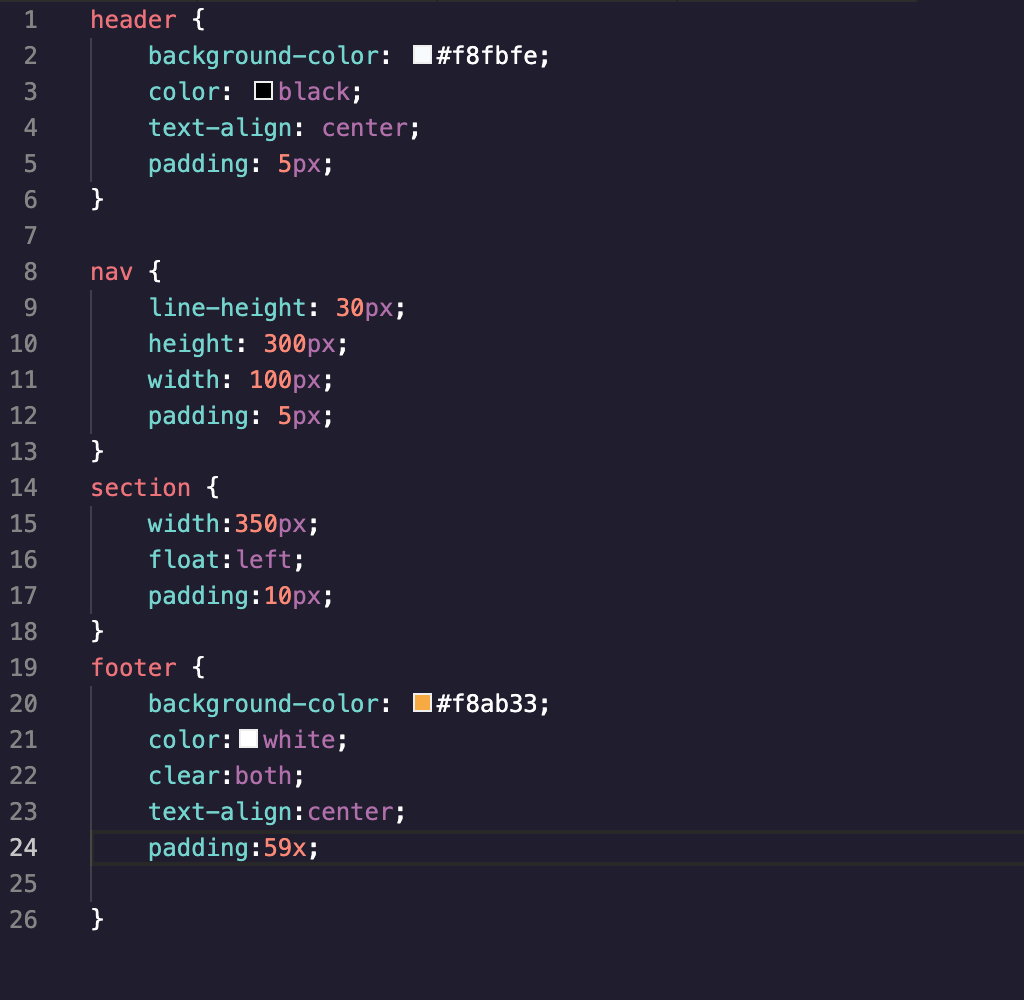 1 header {
2     background-color: #f8fbfe;
3     color: black;
4     text-align: center;
5     padding: 5px;
6 }
7
8 nav {
9     line-height: 30px;
10     height: 300px;
11     width: 100px;
12     padding: 5px;
13 }
14 section {
15     width:350px;
16     float:left;
17     padding:10px;
18 }
19 footer {
20     background-color: #f8ab33;
21     color:white;
22     clear:both;
23     text-align:center;
24     padding:59x;
25
26 }